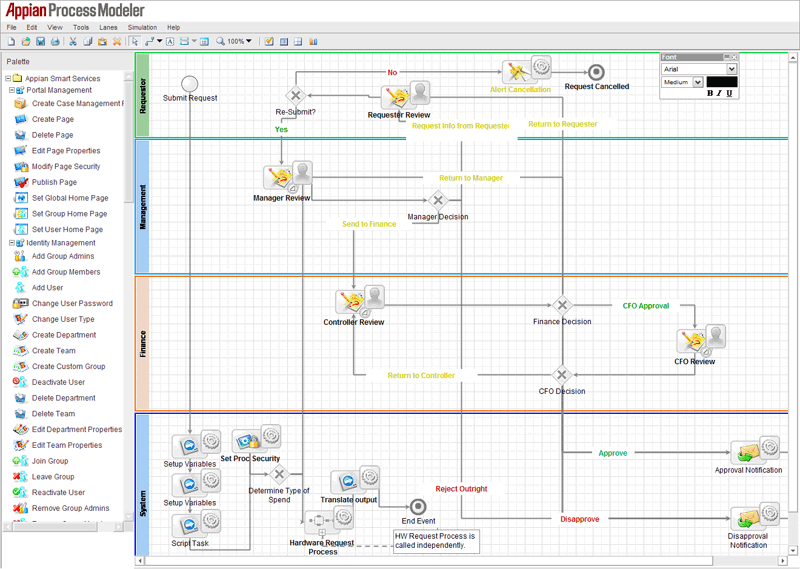 Appian Process Modeler
File Edit View Tools Lanes Simulation Help
100%
Palette
Appian Smart Services
Portal Management
Create Case Management
Create Page
Delete Page
Edit Page Properties
Modify Page Security
Publish Page
Set Global Home Page
Set Group Home Page
Set User Home Page
Identity Management
Add Group Admins
Add Group Members
Add User
Change User Password
Change User Type
Create Department
Create Team
Create Custom Group
Deactivate User
Delete Department
Delete Team
Edit Department Properties
Edit Team Properties
Join Group
Leave Group
Reactivate User
Remove Group Admins
Requestor
Submit Request
No
Re-Submit?
Yes
Requester Review
Alert Cancellation
Request Cancelled
Request Info from Requester
Return to Requester
Font
Arial
Medium
B I U
Management
Manager Review
Return to Manager
Manager Decision
Send to Finance
Finance
Controller Review
Finance Decision
CFO Approval
CFO Review
Return to Controller
CFO Decision
System
Setup Variables
Set Proc Security
Setup Variables
Determine Type of
Spend
Script Task
Translate output
Hardware Request
Process
End Event
HW Request Process is
called independently.
Reject Outright
Approve
Approval Notification
Disapprove
Disapproval
Notification